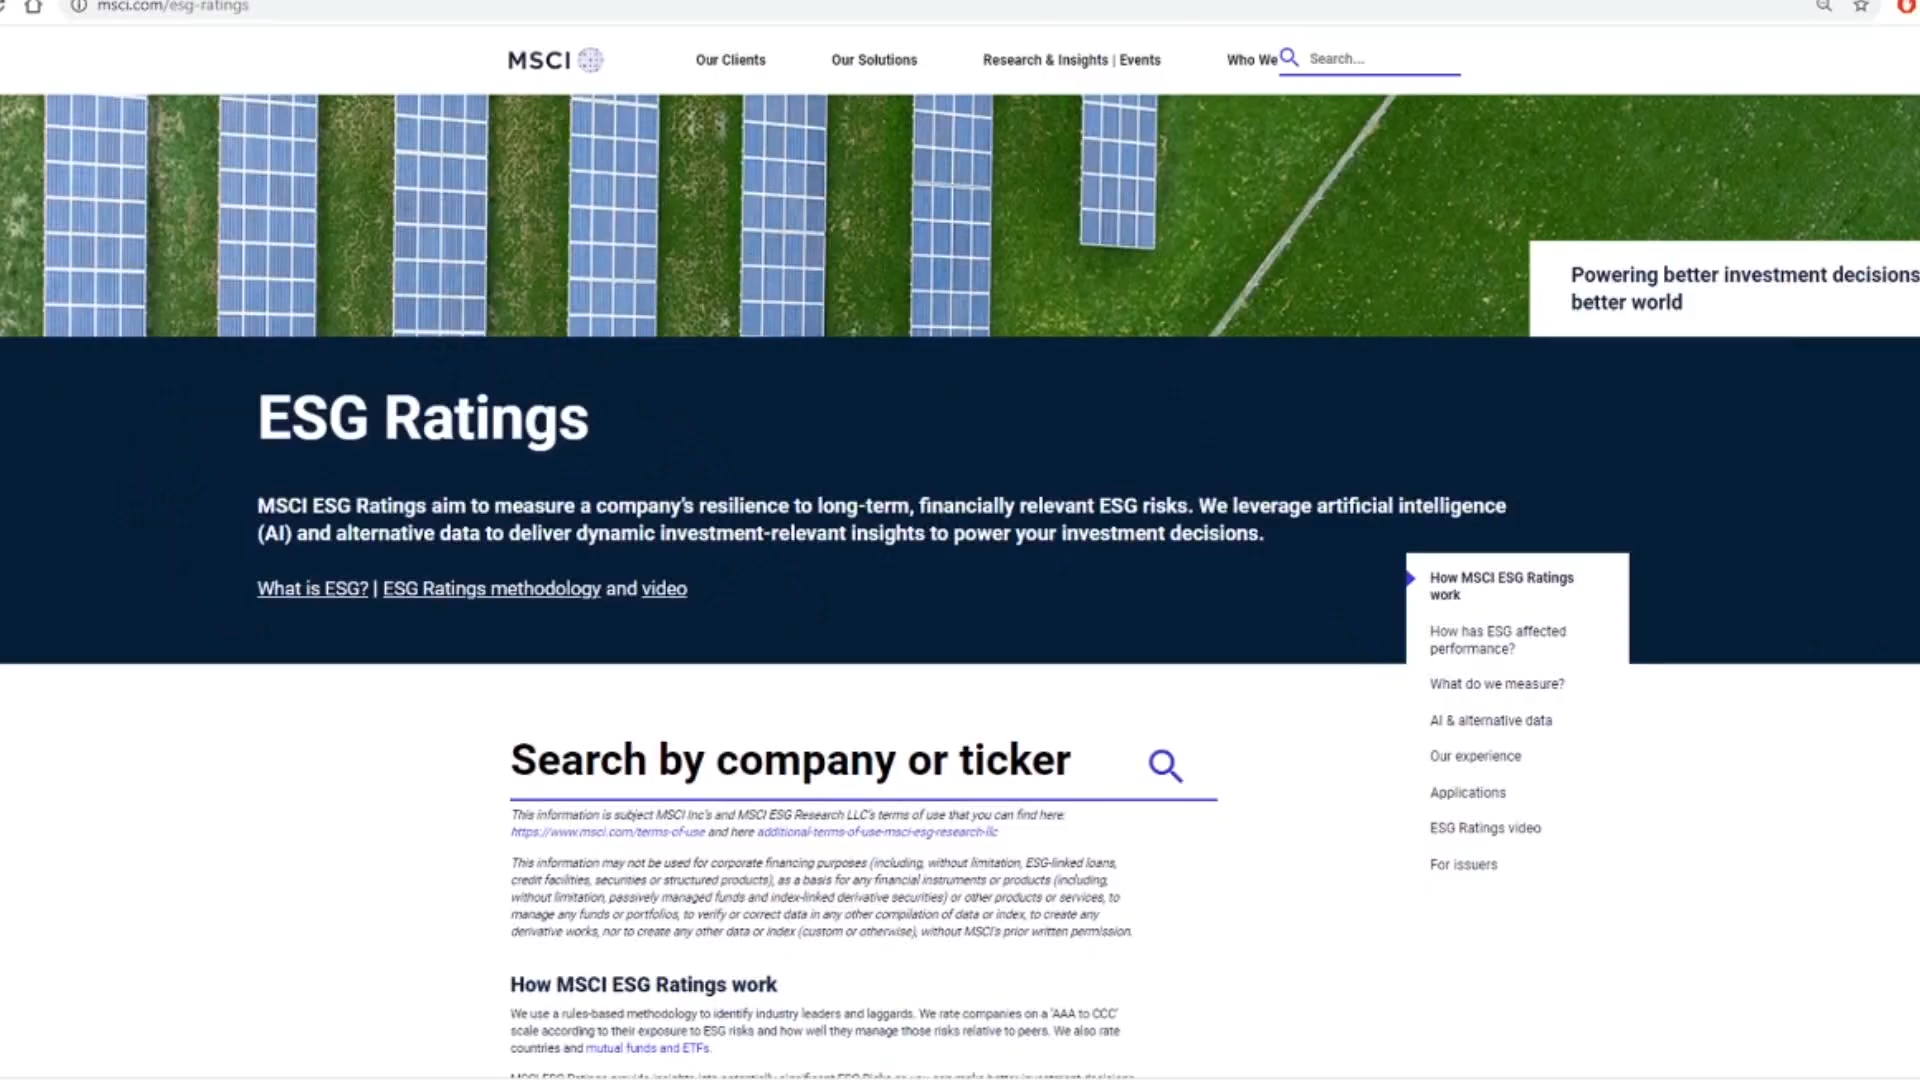 msci.com/esg-ratings
MSCI
Our Clients
Our Solutions
Research & Insights | Events
Who We
Search...
Powering better investment decisions
better world
ESG Ratings
MSCI ESG Ratings aim to measure a company's resilience to long-term, financially relevant ESG risks. We leverage artificial intelligence
(AI) and alternative data to deliver dynamic investment-relevant insights to power your investment decisions.
What is ESG? | ESG Ratings methodology and video
How MSCI ESG Ratings
work
How has ESG affected
performance?
What do we measure?
AI & alternative data
Our experience
Applications
ESG Ratings video
For issuers
Search by company or ticker
This information is subject MSCI Inc's and MSCI ESG Research LLC's terms of use that you can find here:
https://www.msci.com/terms-of-use and here additional-terms-of-use-msci-esg-research-llc
This information may not be used for corporate financing purposes (including, without limitation, ESG-linked loans,
credit facilities, securities or structured products), as a basis for any financial instruments or products (including,
without limitation, passively managed funds and index-linked derivative securities) or other products or services, to
manage any funds or portfolios, to verify or correct data in any other compilation of data or index, to create any
derivative works, nor to create any other data or index (custom or otherwise), without MSCI's prior written permission.
How MSCI ESG Ratings work
We use a rules-based methodology to identify industry leaders and laggards. We rate companies on a 'AAA to CCC'
scale according to their exposure to ESG risks and how well they manage those risks relative to peers. We also rate
countries and mutual funds and ETFs.